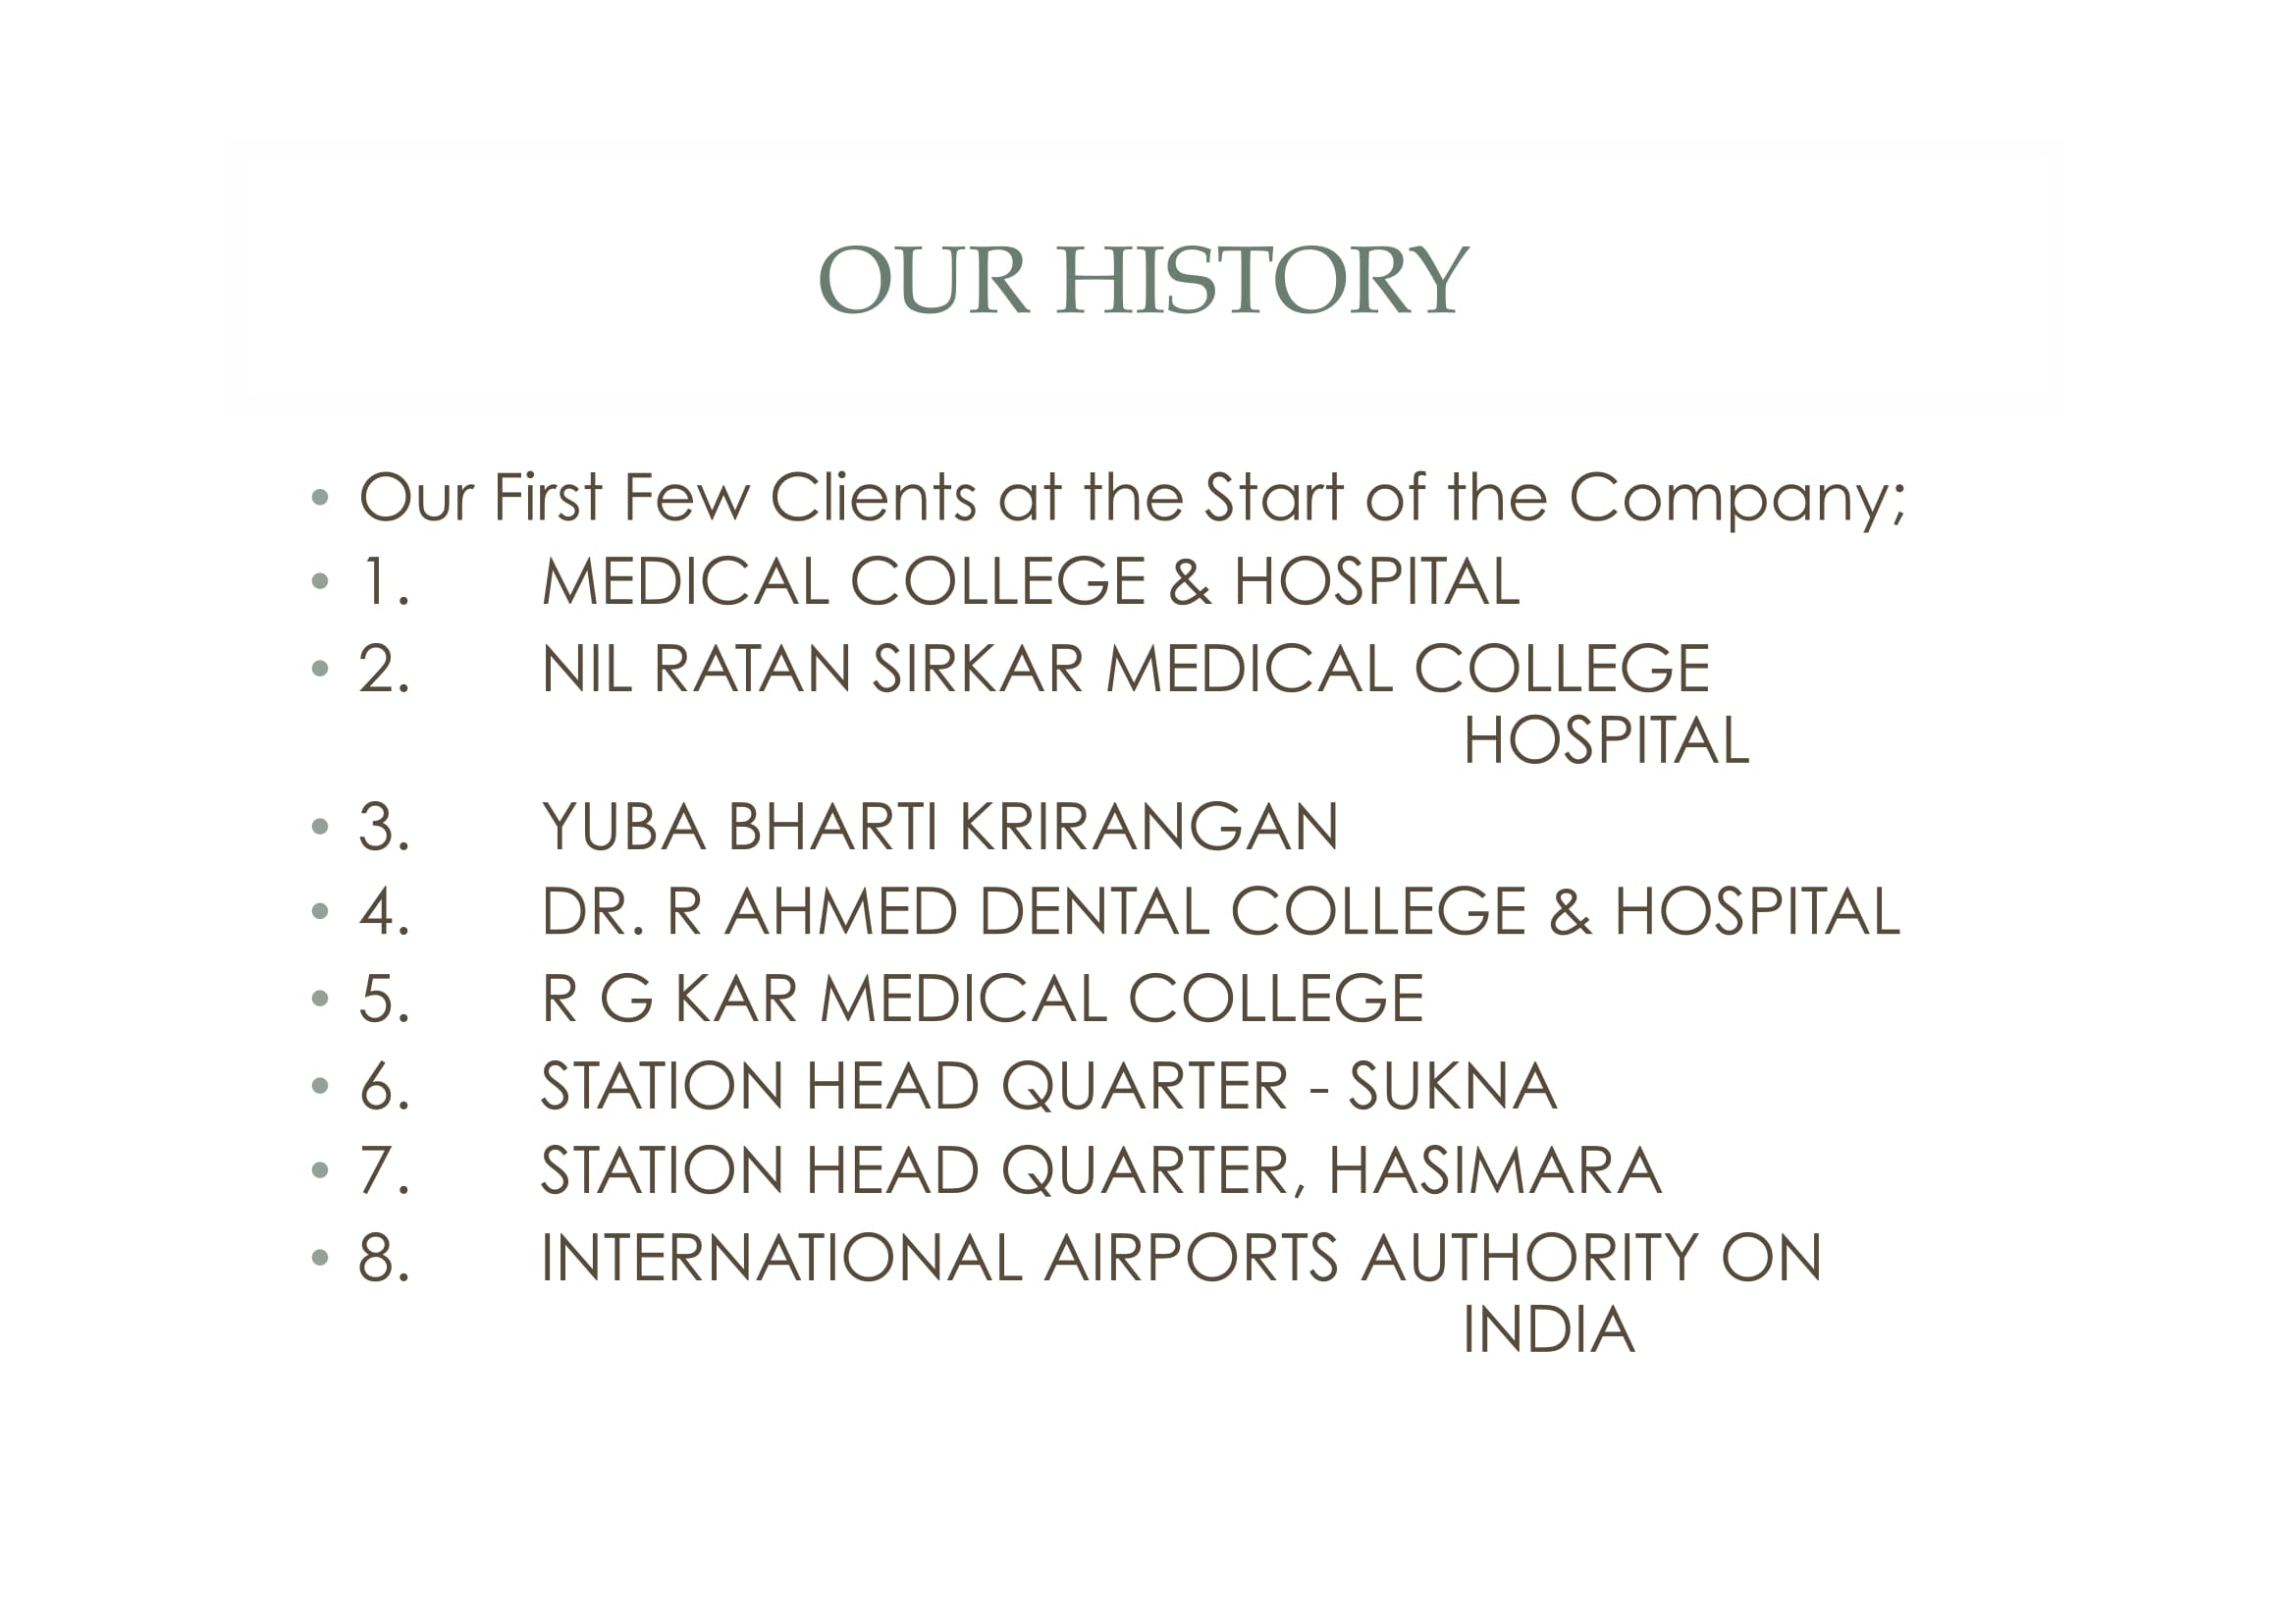 OUR HISTORY
• Our First Few Clients at the Start of the Company;
• 1. MEDICAL COLLEGE & HOSPITAL
• 2. NIL RATAN SIRKAR MEDICAL COLLEGE
HOSPITAL
• 3. YUBA BHARTI KRIRANGAN
• 4. DR. R AHMED DENTAL COLLEGE & HOSPITAL
• 5. R G KAR MEDICAL COLLEGE
• 6. STATION HEAD QUARTER - SUKNA
• 7. STATION HEAD QUARTER, HASIMARA
• 8. INTERNATIONAL AIRPORTS AUTHORITY ON
INDIA